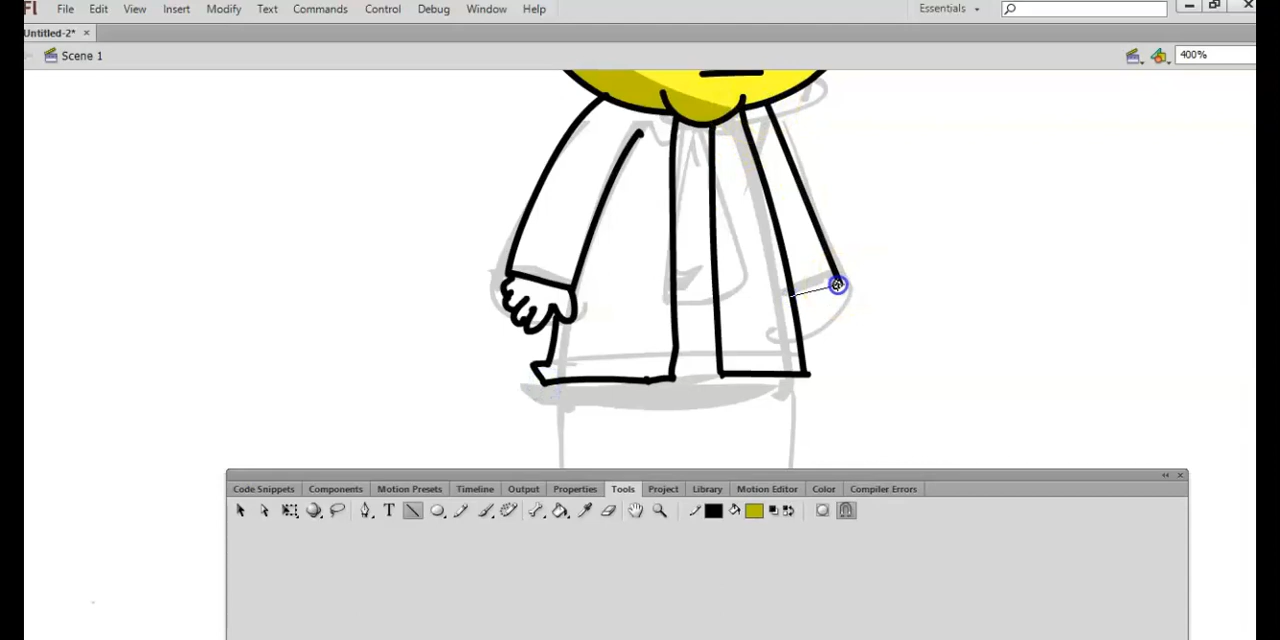 Fl File Edit View Insert Modify Text Commands Control Debug Window Help Essentials
Untitled-2* ×
Scene 1 400%
Code Snippets Components Motion Presets Timeline Output Properties Tools Project Library Motion Editor Color Compiler Errors
T